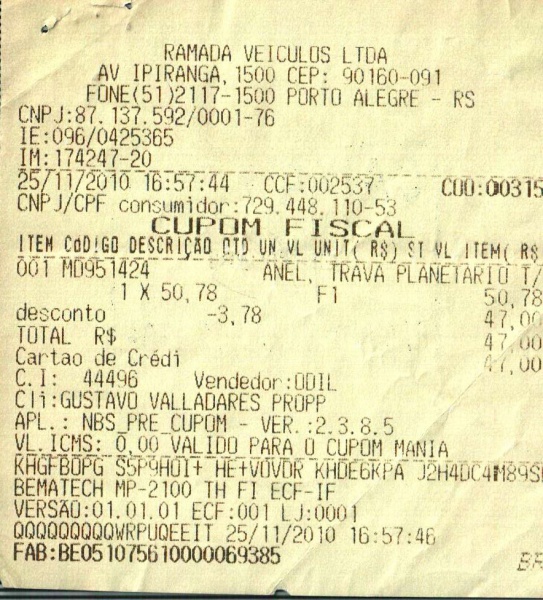 RAMADA VEICULOS LTDA
AV IPIRANGA, 1500 CEP: 90160-091
FONE(51)2117-1500 PORTO ALEGRE - RS
CNPJ:87.137.592/0001-76
IE:096/0425365
IM:174247-20
25/11/2010 16:57:44 CCF:002537 COO:00315
CNPJ/CPF consumidor:729.448.110-53
CUPOM FISCAL
ITEM CODIGO DESCRIÇÃO QTD UN VL UNIT( R$) ST VL ITEM( R$
001 MD951424 ANEL, TRAVA PLANETARIO T/
1 X 50,78 F1 50,78
desconto -3,78 47,00
TOTAL R$ 47,00
Cartao de Crédi 47,00
C.I: 44496 Vendedor:ODIL
Cli:GUSTAVO VALLADARES PROPP
APL.: NBS_PRE_CUPOM - VER.:2.3.8.5
VL.ICMS: 0,00 VALIDO PARA O CUPOM MANIA
KHGFBOPG S5P9HOI+ HE+VOVDR KHDE6KPA J2H4DC4M89S
BEMATECH MP-2100 TH FI ECF-IF
VERSÃO:01.01.01 ECF:001 LJ:0001
QQQQQQQQQWRPUQEEIT 25/11/2010 16:57:46
FAB:BE051075610000069385
BR